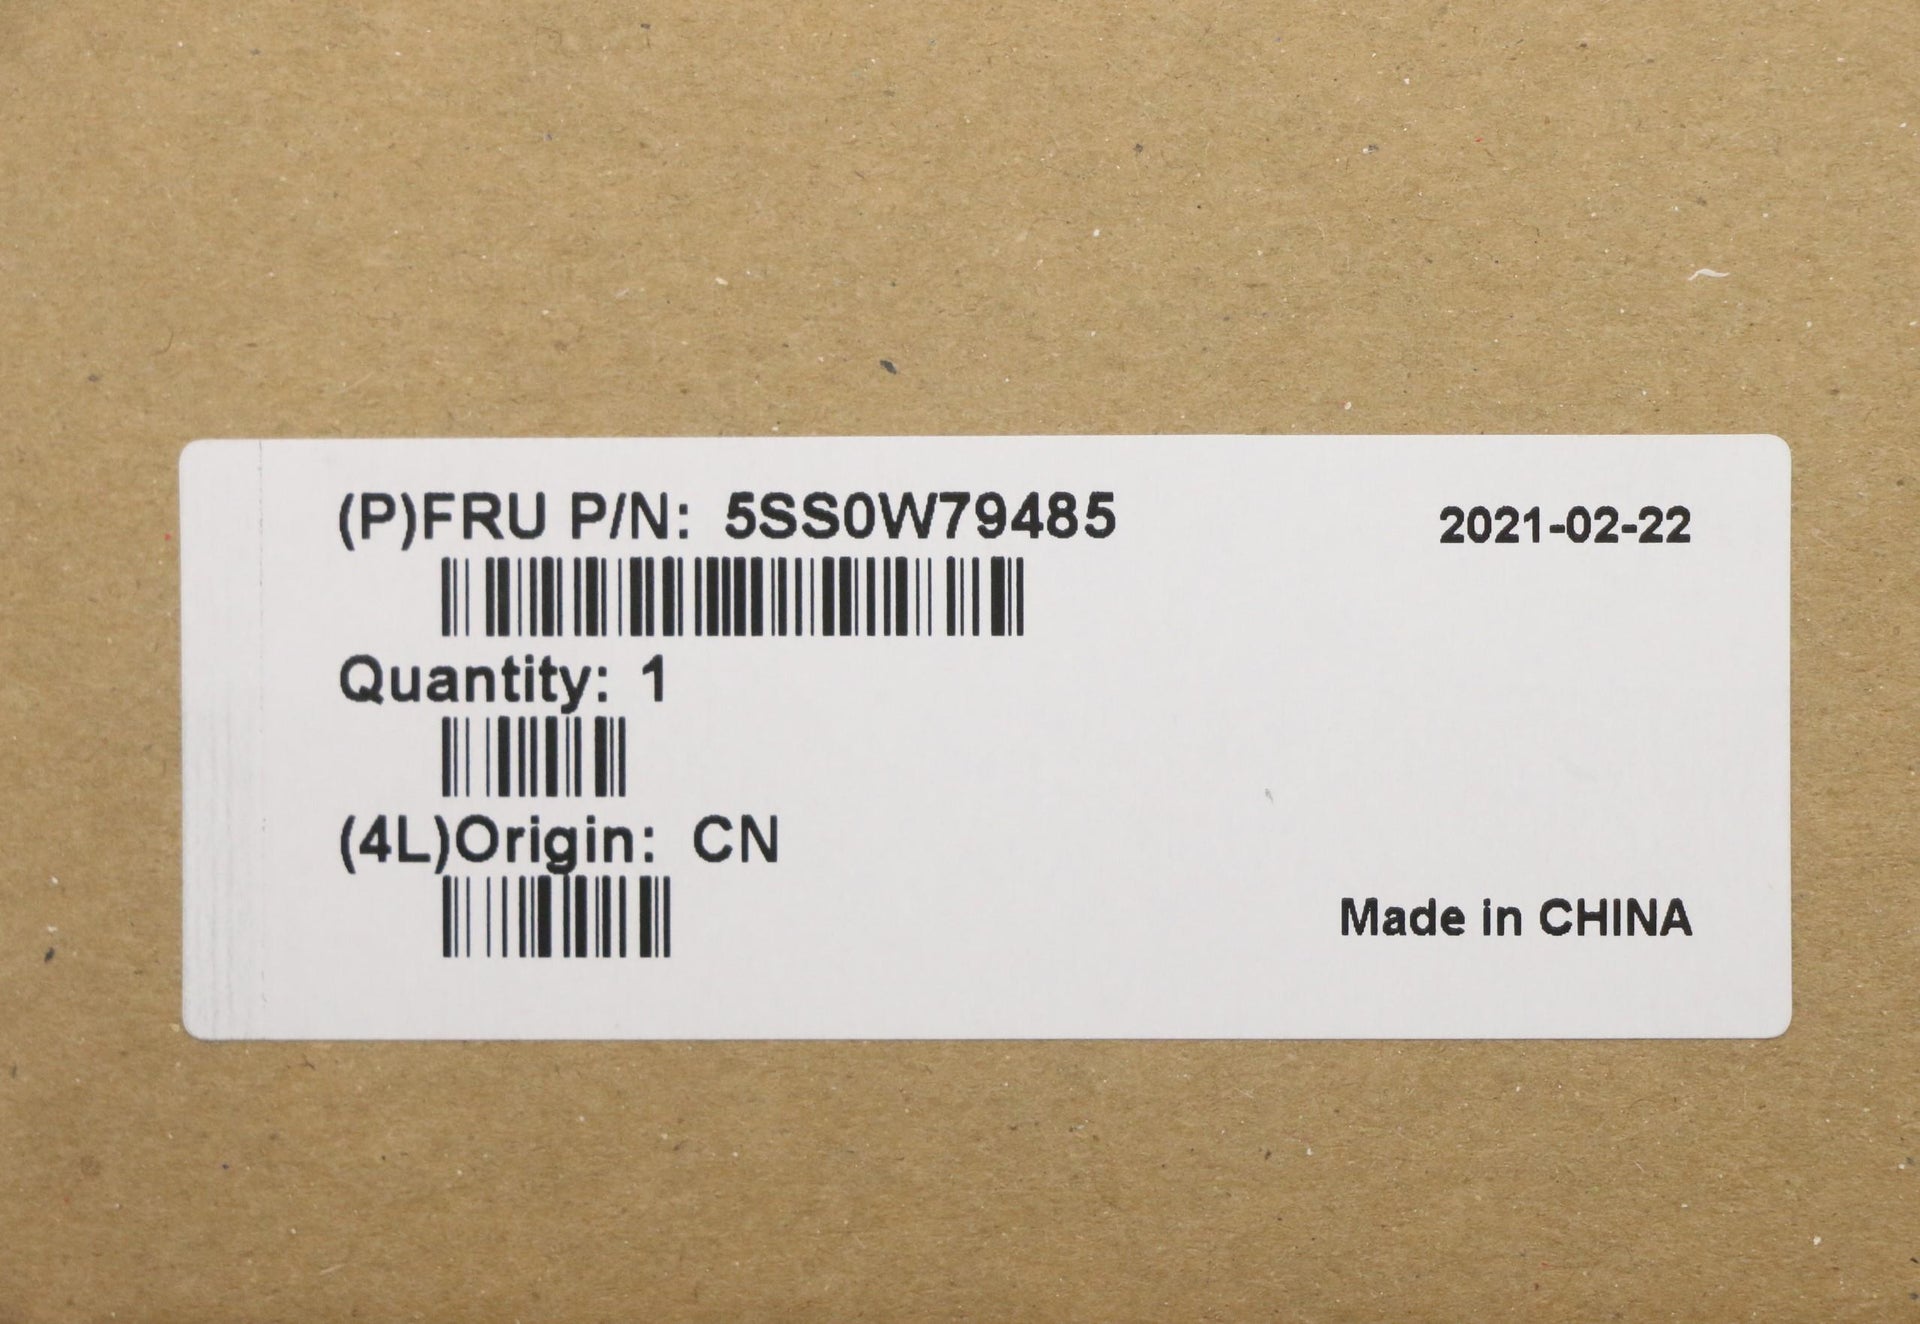 (P)FRU P/N: 5SS0W79485
2021-02-22
Quantity: 1
(4L)Origin: CN
Made in CHINA